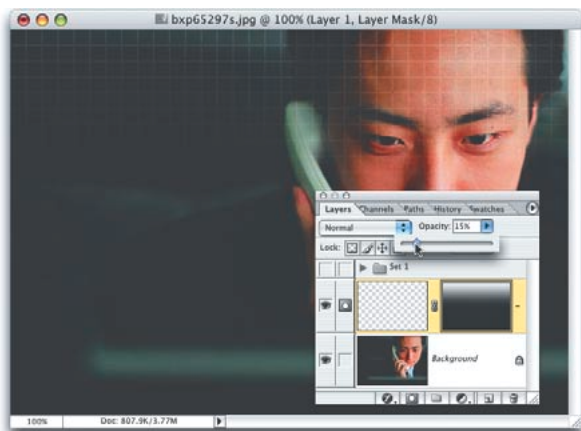 bxp65297s.jpg @ 100% (Layer 1, Layer Mask/8)
Layers Channels Paths History Swatches
Normal Opacity: 15%
Lock:
Set 1
Background
100% Doc: 807.9K/3.77M